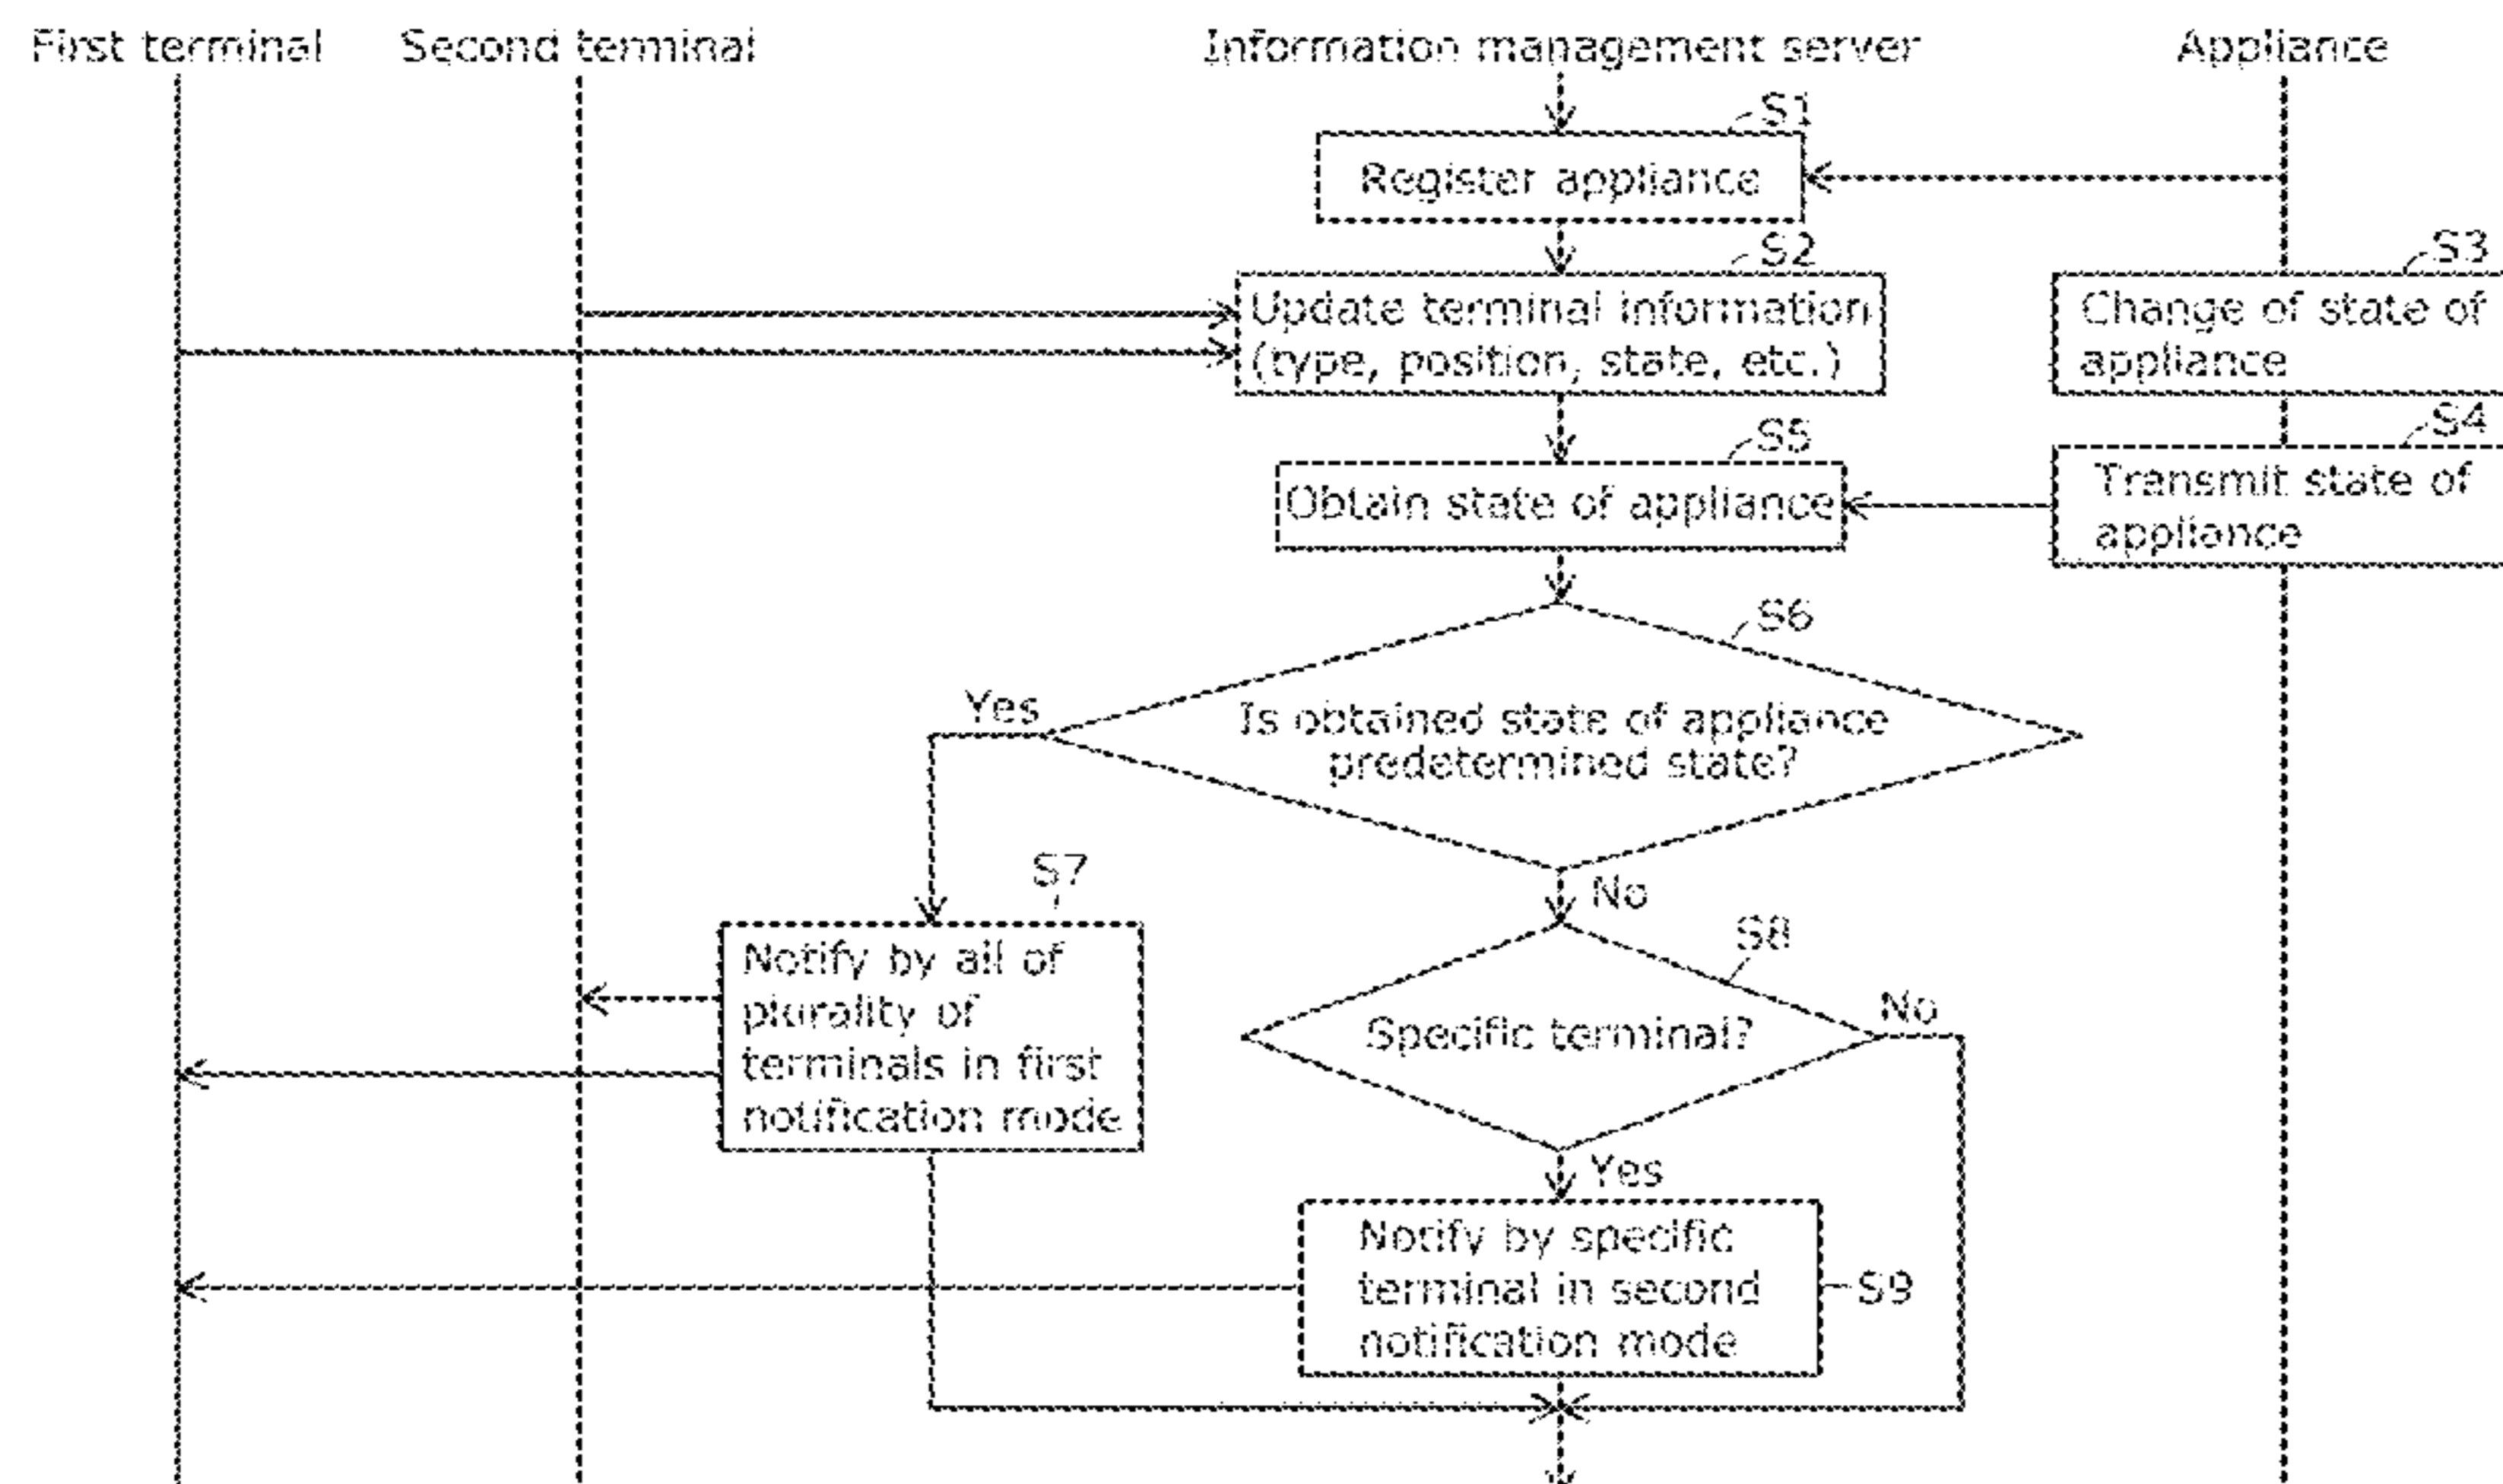 First terminal
Second terminal
Information management server
Appliance
S1
Register appliance
S2
Update terminal information
(type, position, state, etc.)
S3
Change of state of
appliance
S4
Transmit state of
appliance
S5
Obtain state of appliance
S6
Is obtained state of appliance
predetermined state?
Yes
No
S7
Notify by all of
plurality of
terminals in first
notification mode
S8
Specific terminal?
No
Yes
Notify by specific
terminal in second
notification mode
S9